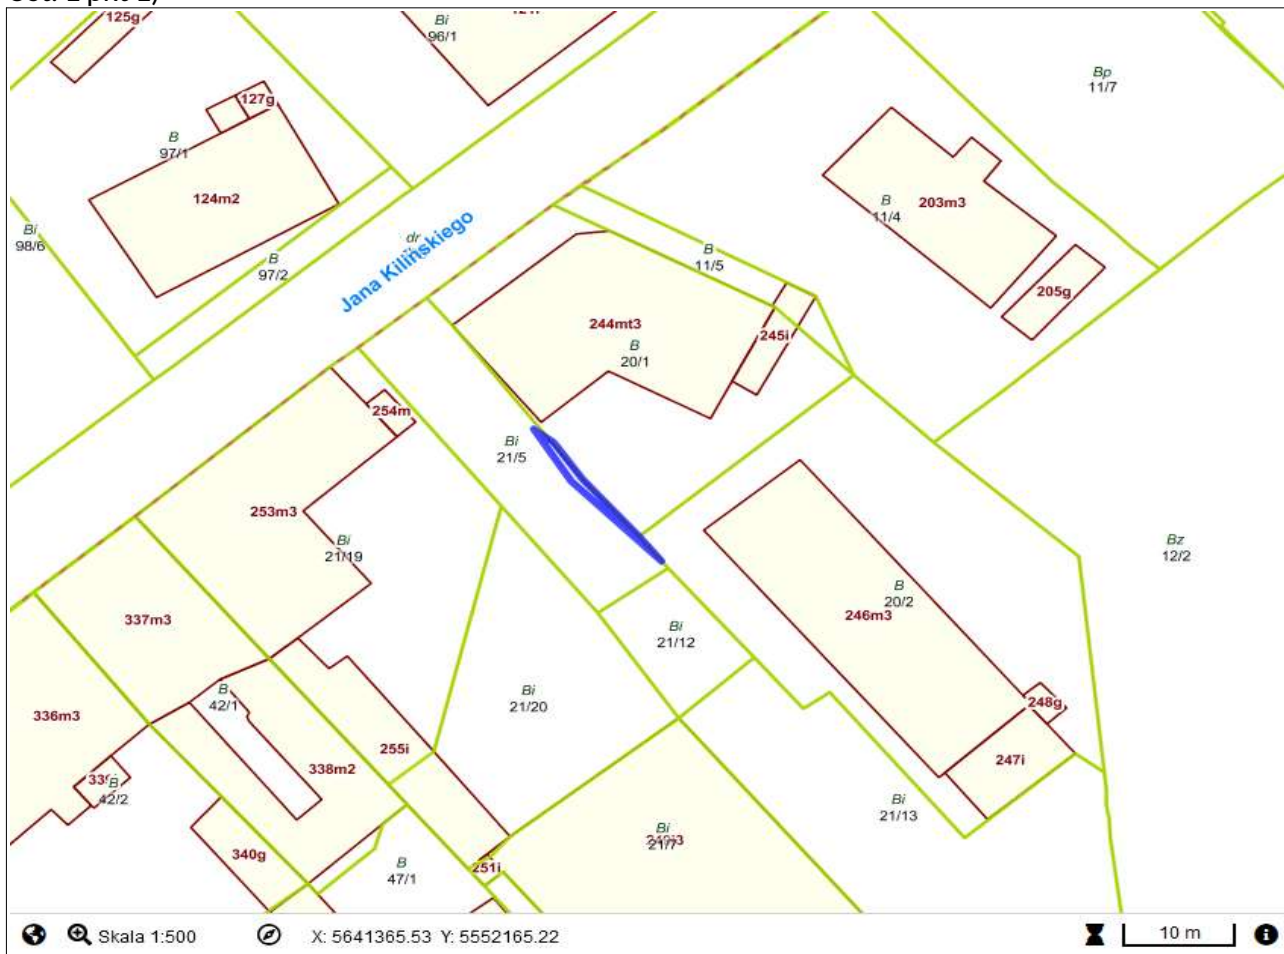 125g
Bi
96/1
Bp
11/7
127g
B
97/1
124m2
B
11/4
203m3
Bi
98/6
dr
Jana Kilińskiego
B
97/2
B
11/5
205g
244mt3
245i
B
20/1
254m
Bi
21/5
253m3
Bi
21/19
Bz
12/2
B
20/2
246m3
337m3
Bi
21/12
B
42/1
Bi
21/20
336m3
248g
255i
247i
338m2
B
42/2
Bi
21/13
Bi
21/7
340g
B
47/1
251i
Skala 1:500
X: 5641365.53 Y: 5552165.22
10 m